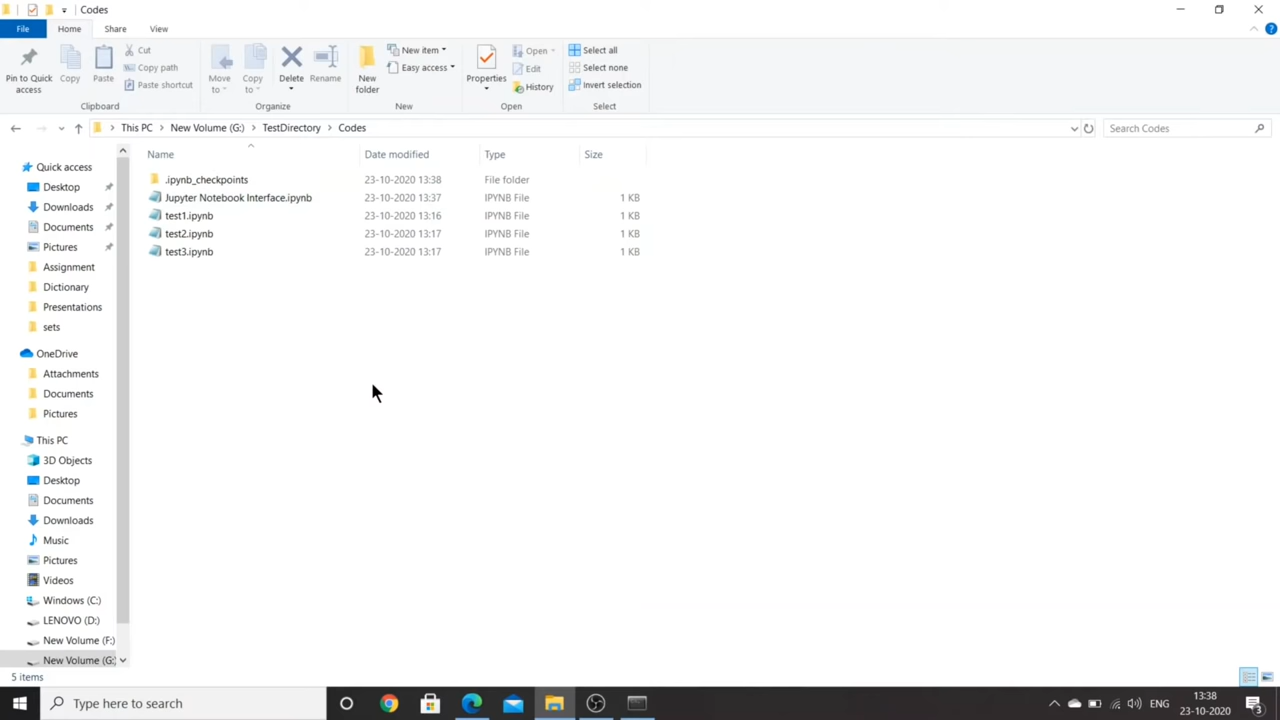 Codes
File Home Share View
Pin to Quick access
Copy
Paste
Cut
Copy path
Paste shortcut
Clipboard
Move to
Copy to
Delete
Rename
Organize
New folder
New item
Easy access
New
Properties
Open
Edit
History
Open
Select all
Select none
Invert selection
Select
This PC > New Volume (G:) > TestDirectory > Codes
Search Codes
Name Date modified Type Size
.ipynb_checkpoints 23-10-2020 13:38 File folder
Jupyter Notebook Interface.ipynb 23-10-2020 13:37 IPYNB File 1 KB
test1.ipynb 23-10-2020 13:16 IPYNB File 1 KB
test2.ipynb 23-10-2020 13:17 IPYNB File 1 KB
test3.ipynb 23-10-2020 13:17 IPYNB File 1 KB
Quick access
Desktop
Downloads
Documents
Pictures
Assignment
Dictionary
Presentations
sets
OneDrive
Attachments
Documents
Pictures
This PC
3D Objects
Desktop
Documents
Downloads
Music
Pictures
Videos
Windows (C:)
LENOVO (D:)
New Volume (F:)
New Volume (G:
5 items
Type here to search
ENG
13:38
23-10-2020
3